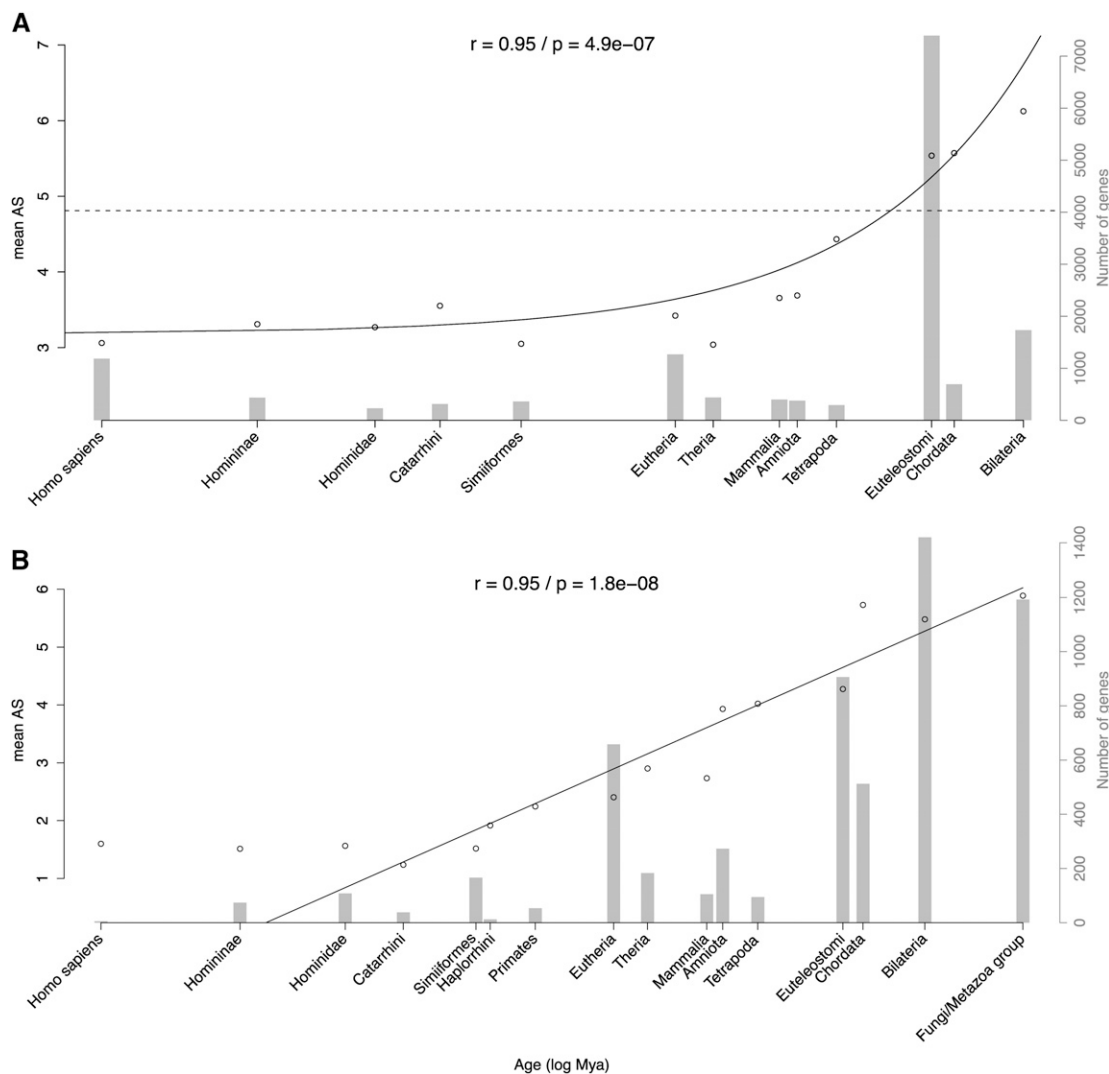 A
r = 0.95 / p = 4.9e−07
mean AS
7
6
5
4
3
Number of genes
7000
6000
5000
4000
3000
2000
1000
0
Homo sapiens
Homininae
Hominidae
Catarrhini
Simiiformes
Eutheria
Theria
Mammalia
Amniota
Tetrapoda
Euteleostomi
Chordata
Bilateria
B
r = 0.95 / p = 1.8e−08
mean AS
6
5
4
3
2
1
Number of genes
1400
1200
1000
800
600
400
200
0
Homo sapiens
Homininae
Hominidae
Catarrhini
Simiiformes
Haplorrhini
Primates
Eutheria
Theria
Mammalia
Amniota
Tetrapoda
Euteleostomi
Chordata
Bilateria
Fungi/Metazoa group
Age (log Mya)